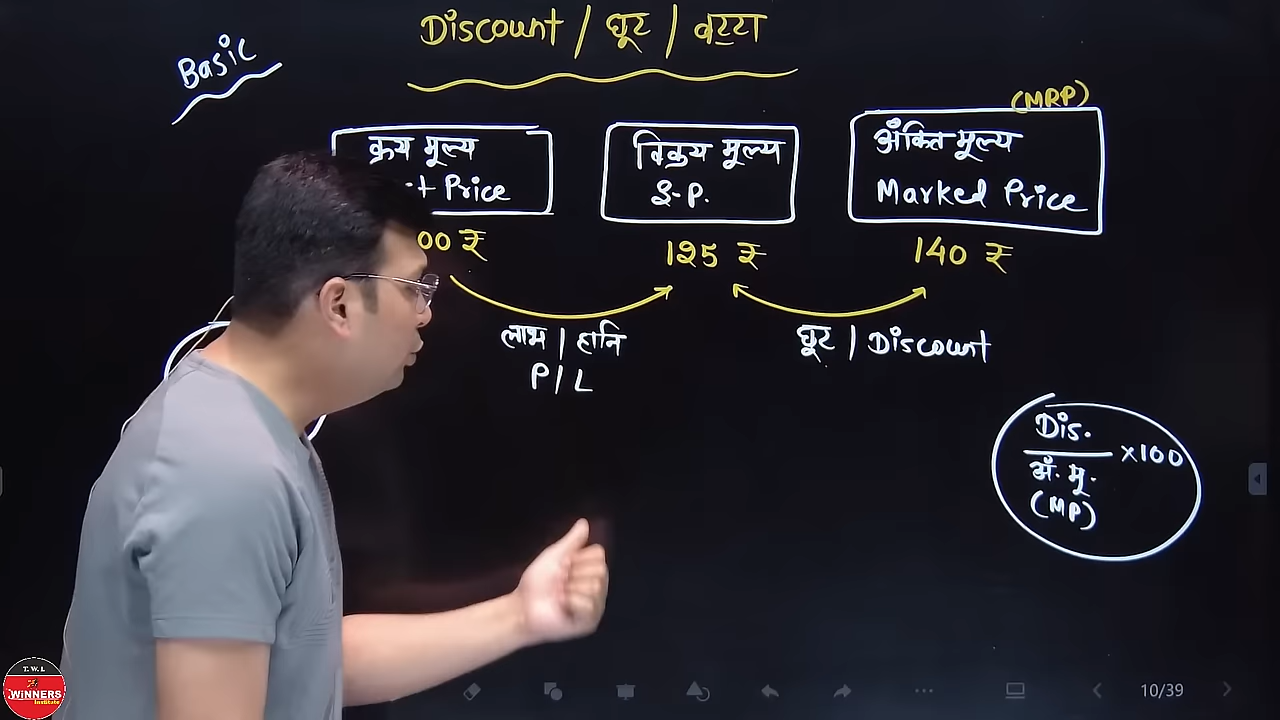 Discount / छूट / बट्टा
Basic
(MRP)
क्रय मूल्य
Price
विक्रय मूल्य
S.P.
अंकित मूल्य
Marked Price
00 ₹
125 ₹
140 ₹
लाभ | हानि
P | L
छूट | Discount
Dis.
अं. मू.
(MP)
×100
T.W.L
WiNNERS
Institute
10/39